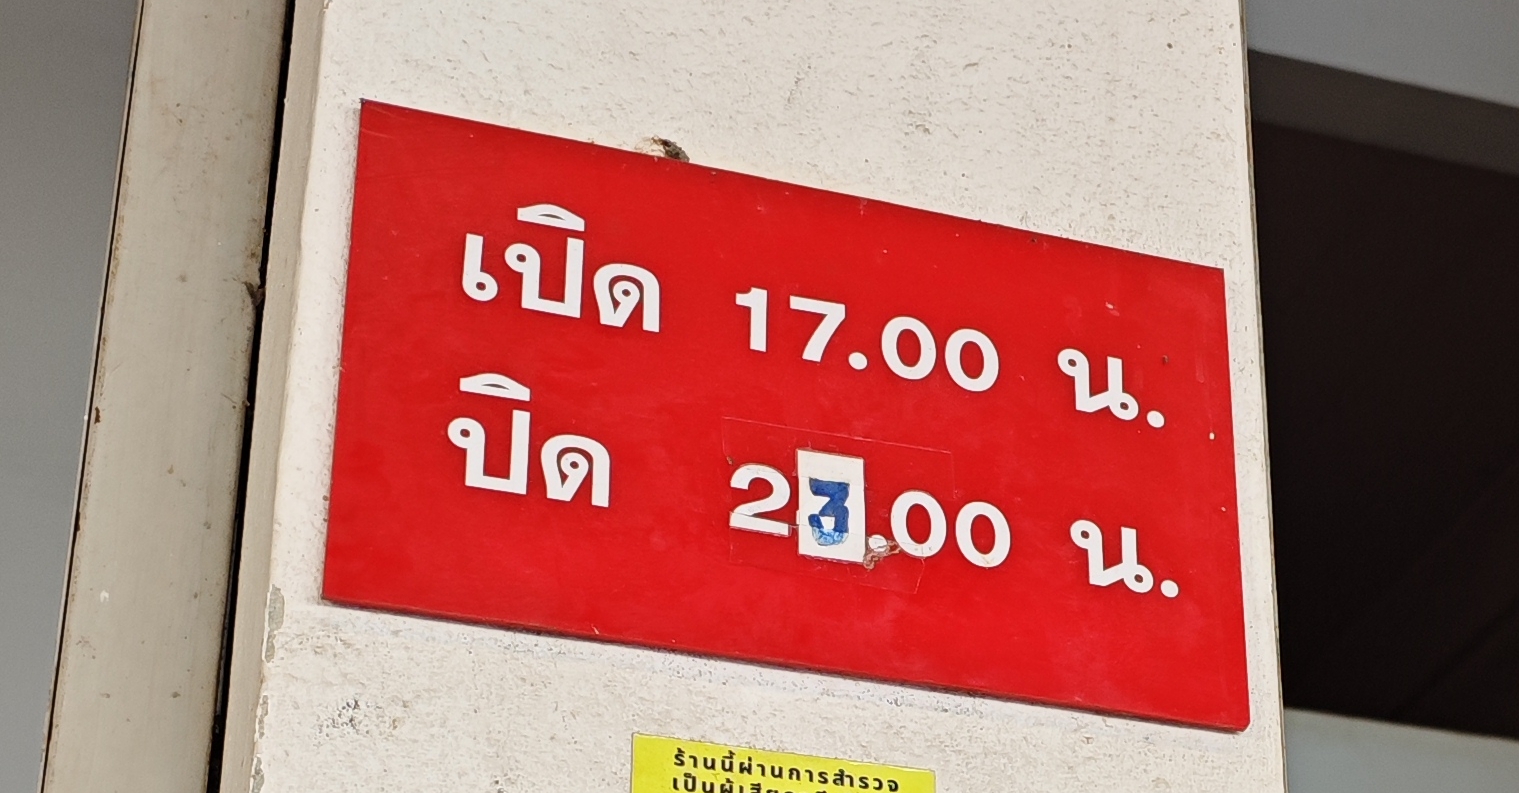 เปิด 17.00 น.
ปิด 23.00 น.
ร้านนี้ผ่านการสำรวจ